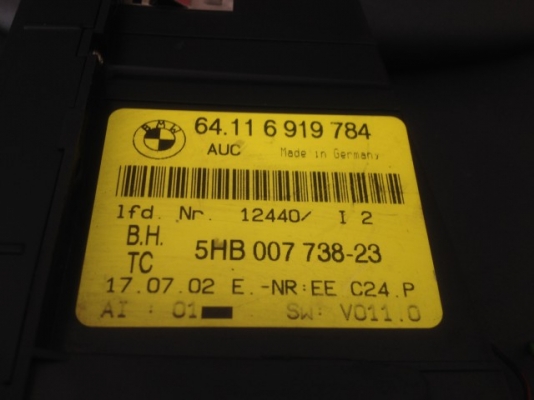 BMW
64.11 6 919 784
AUC Made in Germany
lfd. Nr. 12440/ I 2
B.H.
TC 5HB 007 738-23
17.07.02 E.-NR:EE C24.P
AI : 01 SW: V011.0